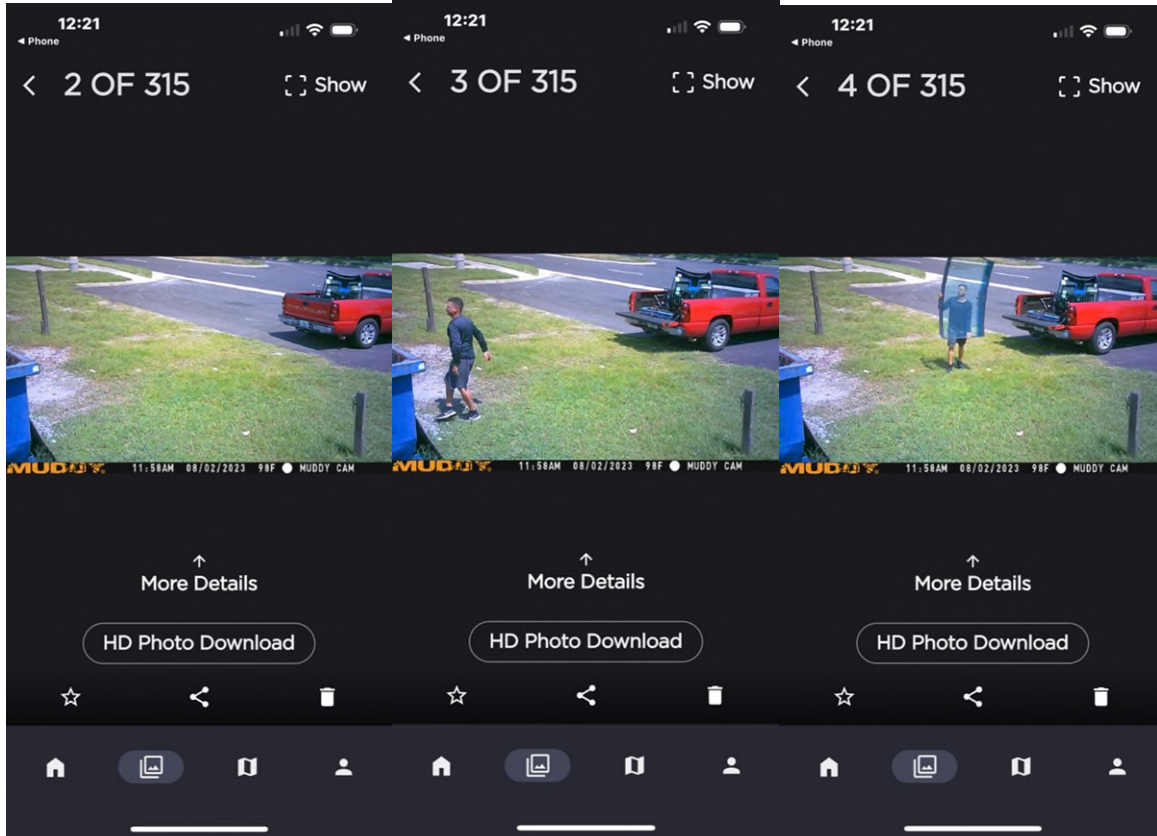 12:21
◄ Phone
2 OF 315
Show
MUDDY
11:58AM 08/02/2023 98F MUDDY CAM
More Details
HD Photo Download
12:21
◄ Phone
3 OF 315
Show
MUDDY
11:58AM 08/02/2023 98F MUDDY CAM
More Details
HD Photo Download
12:21
◄ Phone
4 OF 315
Show
MUDDY
11:58AM 08/02/2023 98F MUDDY CAM
More Details
HD Photo Download